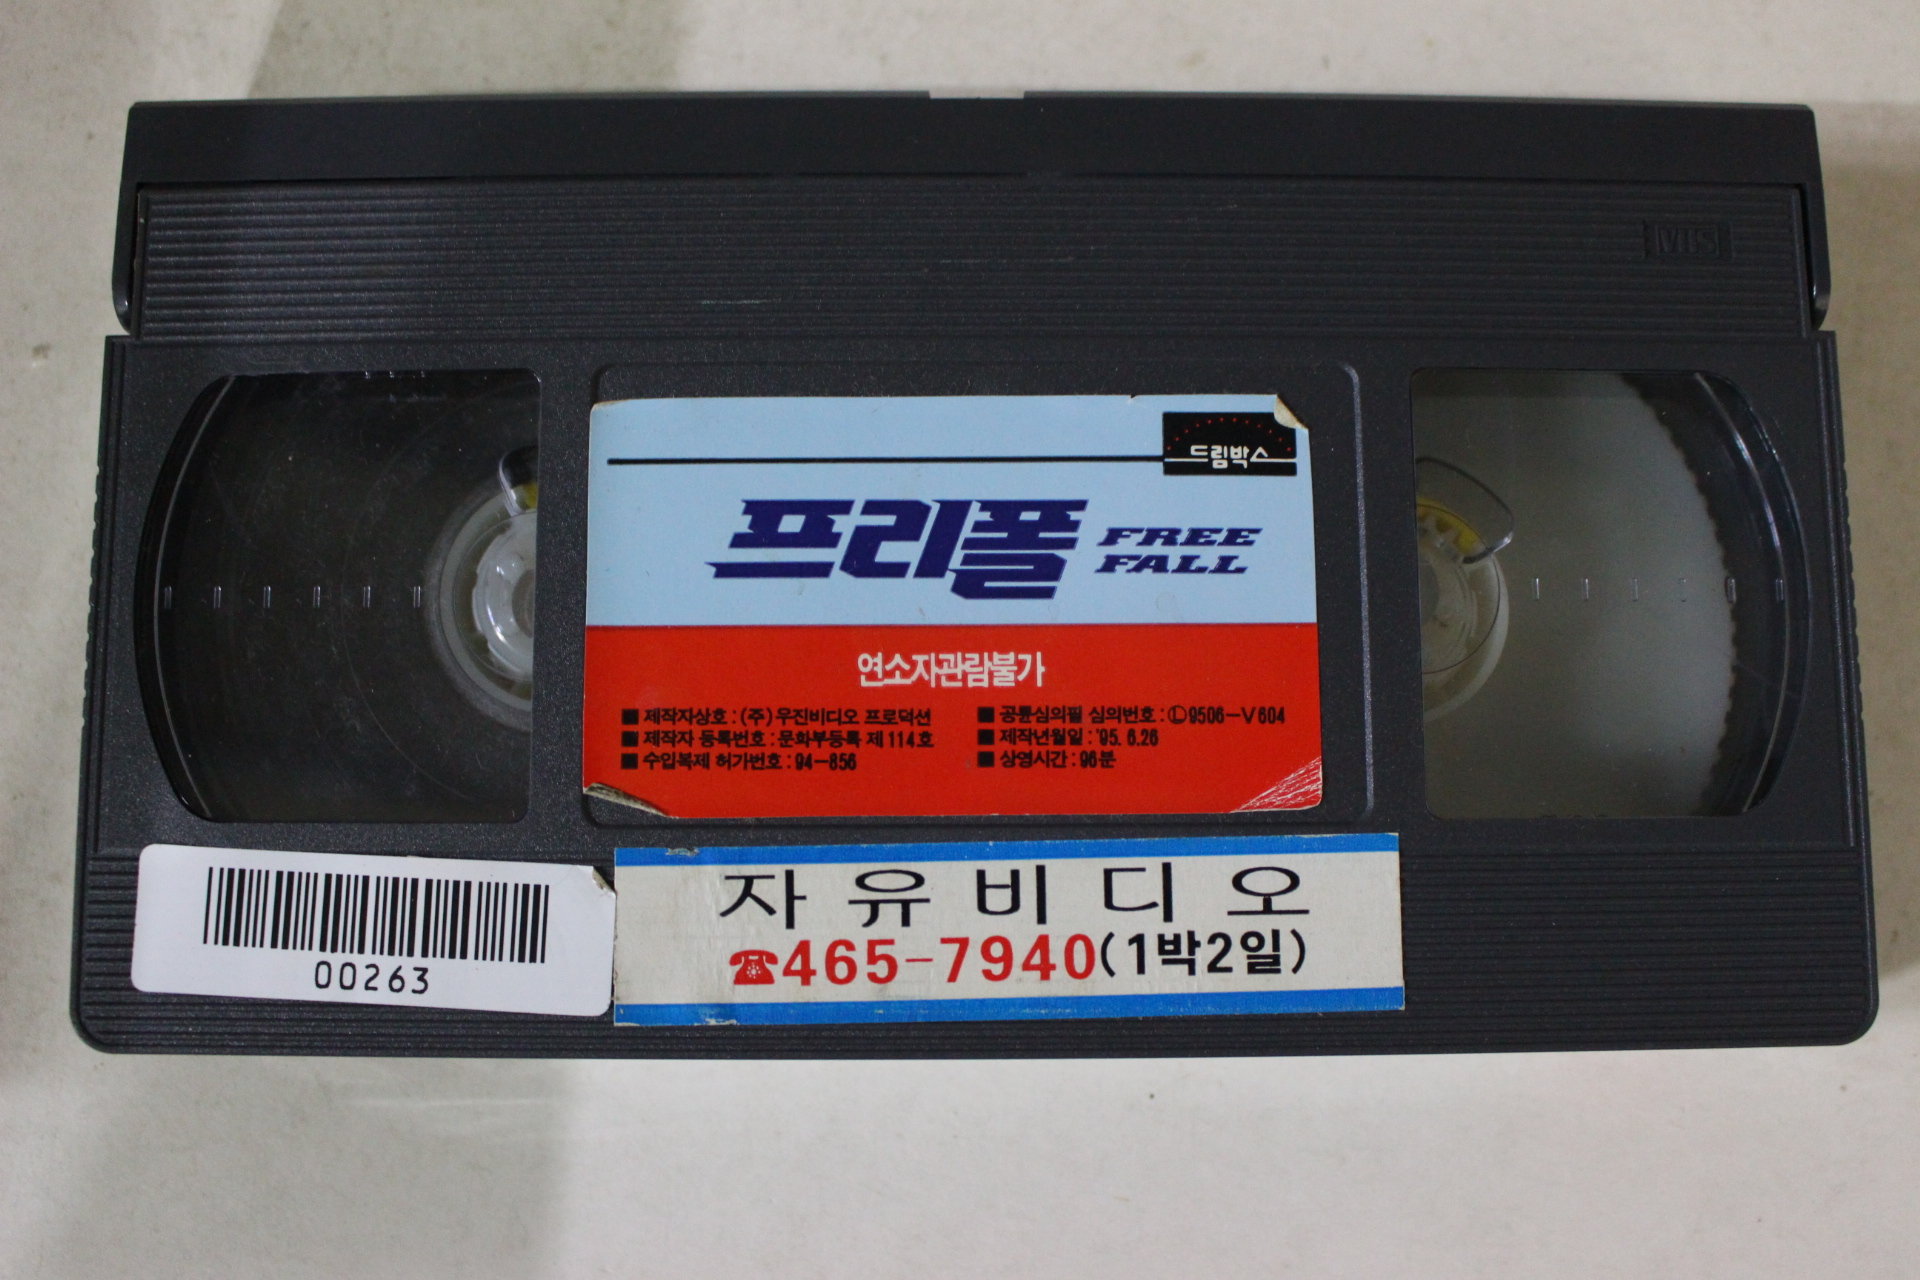 VHS
드림박스
프리폴 FREE FALL
연소자관람불가
■ 제작자상호 : (주) 우진비디오 프로덕션
■ 제작자 등록번호 : 문화부등록 제 114호
■ 수입복제 허가번호 : 94-856
■ 공륜심의필 심의번호 : Ⓛ9506-V604
■ 제작년월일 : '95. 6.26
■ 상영시간 : 96분
자유비디오
☎465-7940(1박2일)
00263